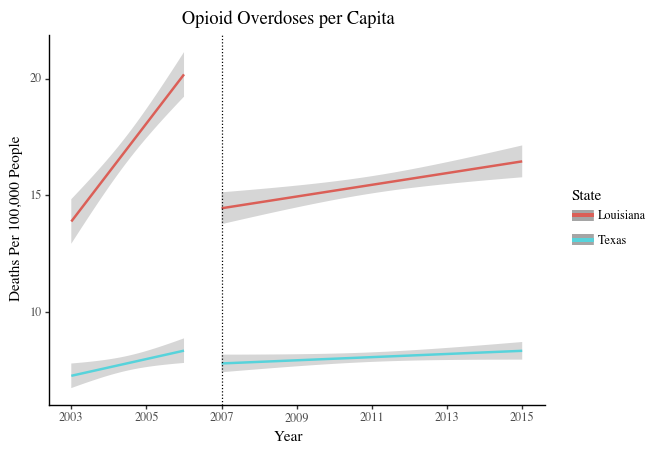 Opioid Overdoses per Capita
Deaths Per 100,000 People
20
15
10
2003 2005 2007 2009 2011 2013 2015
Year
State
Louisiana
Texas